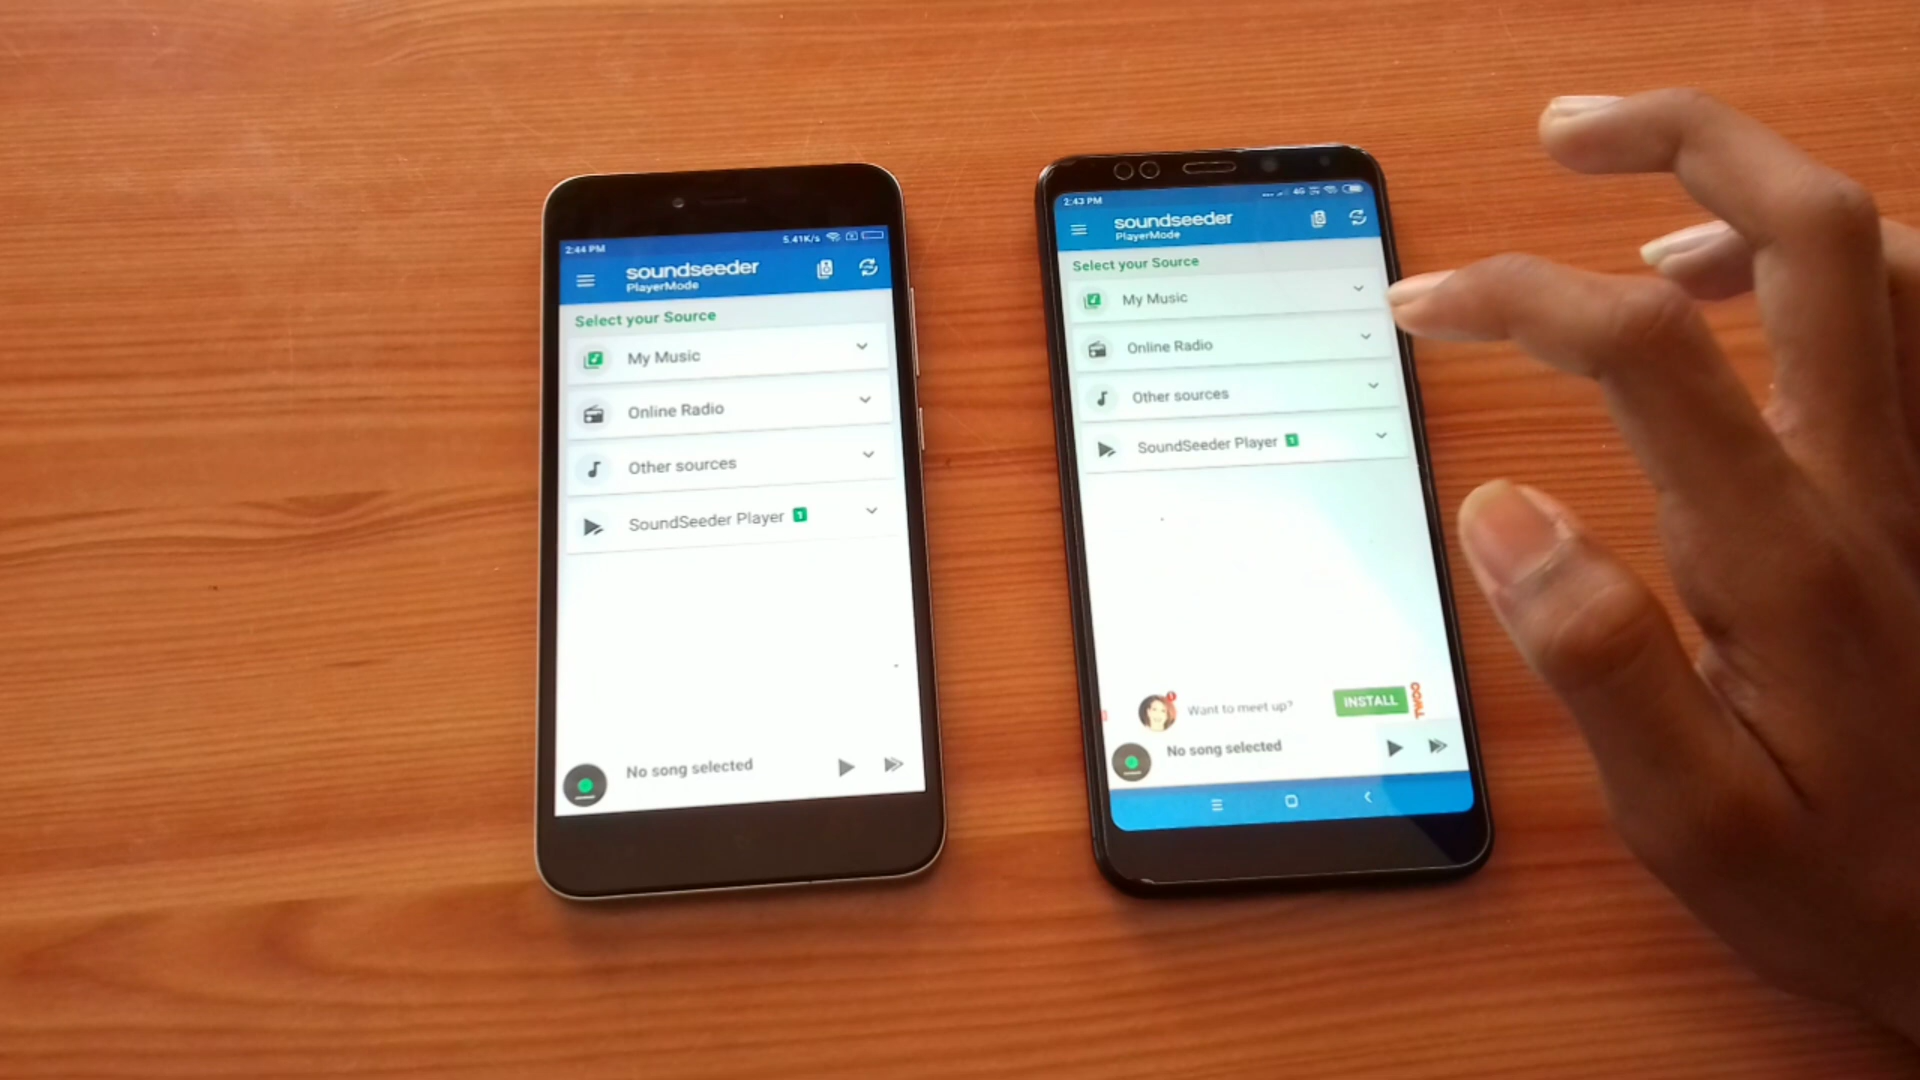 2:44 PM
5.41K/s
soundseeder
PlayerMode
Select your Source
My Music
Online Radio
Other sources
SoundSeeder Player 1
No song selected
2:43 PM
4G
soundseeder
PlayerMode
Select your Source
My Music
Online Radio
Other sources
SoundSeeder Player 1
Want to meet up?
INSTALL
TWOO
No song selected